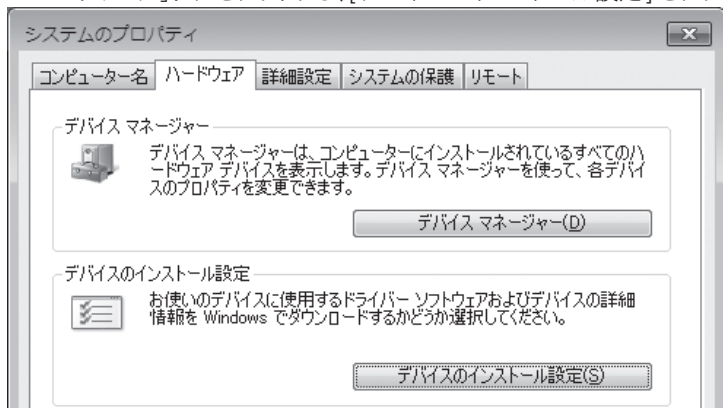 システムのプロパティ
コンピューター名 ハードウェア 詳細設定 システムの保護 リモート
デバイス マネージャー
デバイス マネージャーは、コンピューターにインストールされているすべてのハ
ードウェア デバイスを表示します。デバイス マネージャーを使って、各デバイ
スのプロパティを変更できます。
デバイス マネージャー(D)
デバイスのインストール設定
お使いのデバイスに使用するドライバー ソフトウェアおよびデバイスの詳細
情報を Windows でダウンロードするかどうか選択してください。
デバイスのインストール設定(S)